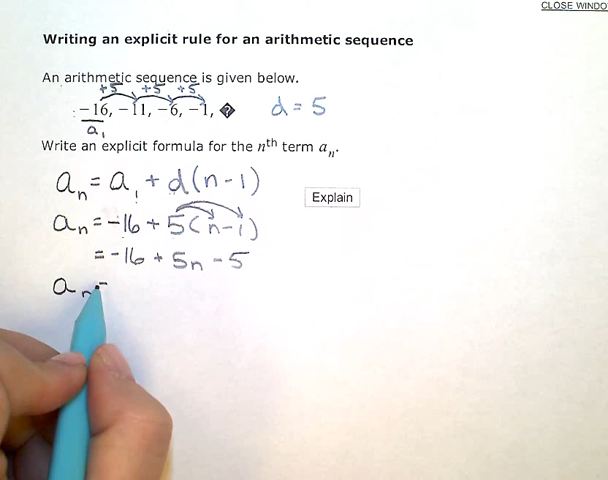 CLOSE WINDO
Writing an explicit rule for an arithmetic sequence
An arithmetic sequence is given below.
+5 +5 +5
−16, −11, −6, −1, � d = 5
a₁
Write an explicit formula for the nᵗʰ term aₙ.
aₙ = a₁ + d(n-1)
Explain
aₙ = -16 + 5(n-1)
= -16 + 5n - 5
aₙ =